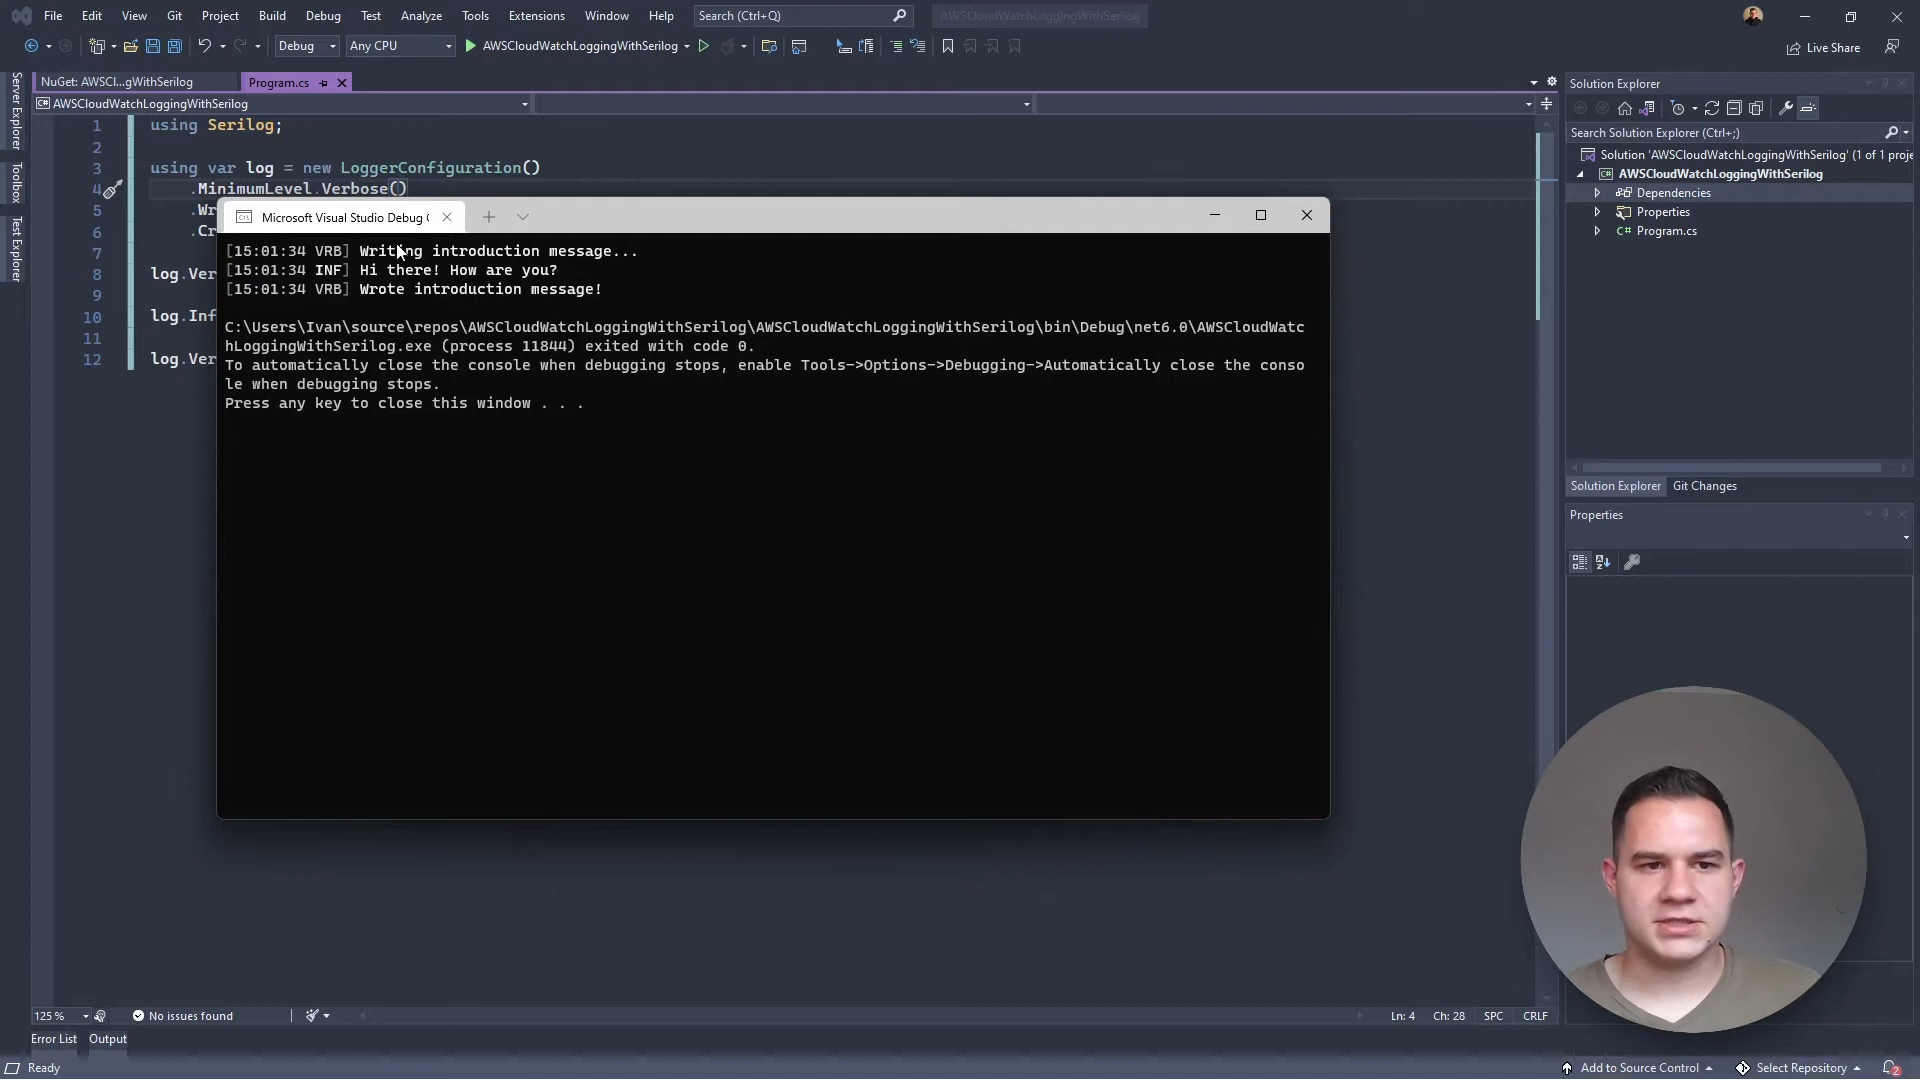 File Edit View Git Project Build Debug Test Analyze Tools Extensions Window Help Search (Ctrl+Q) AWSCloudWatchLoggingWithSerilog
Debug Any CPU AWSCloudWatchLoggingWithSerilog Live Share
Server Explorer
Toolbox
Test Explorer
NuGet: AWSCl...gWithSerilog Program.cs
AWSCloudWatchLoggingWithSerilog
1 using Serilog;
2
3 using var log = new LoggerConfiguration()
4 .MinimumLevel.Verbose()
5 .Wr
6 .Cr
7
8 log.Ver
9
10 log.Inf
11
12 log.Ver
Microsoft Visual Studio Debug C
[15:01:34 VRB] Writing introduction message...
[15:01:34 INF] Hi there! How are you?
[15:01:34 VRB] Wrote introduction message!
C:\Users\Ivan\source\repos\AWSCloudWatchLoggingWithSerilog\AWSCloudWatchLoggingWithSerilog\bin\Debug\net6.0\AWSCloudWatc
hLoggingWithSerilog.exe (process 11844) exited with code 0.
To automatically close the console when debugging stops, enable Tools->Options->Debugging->Automatically close the conso
le when debugging stops.
Press any key to close this window . . .
Solution Explorer
Search Solution Explorer (Ctrl+;)
Solution 'AWSCloudWatchLoggingWithSerilog' (1 of 1 proje
AWSCloudWatchLoggingWithSerilog
Dependencies
Properties
C# Program.cs
Solution Explorer Git Changes
Properties
125 % No issues found Ln: 4 Ch: 28 SPC CRLF
Error List Output
Ready Add to Source Control Select Repository 2